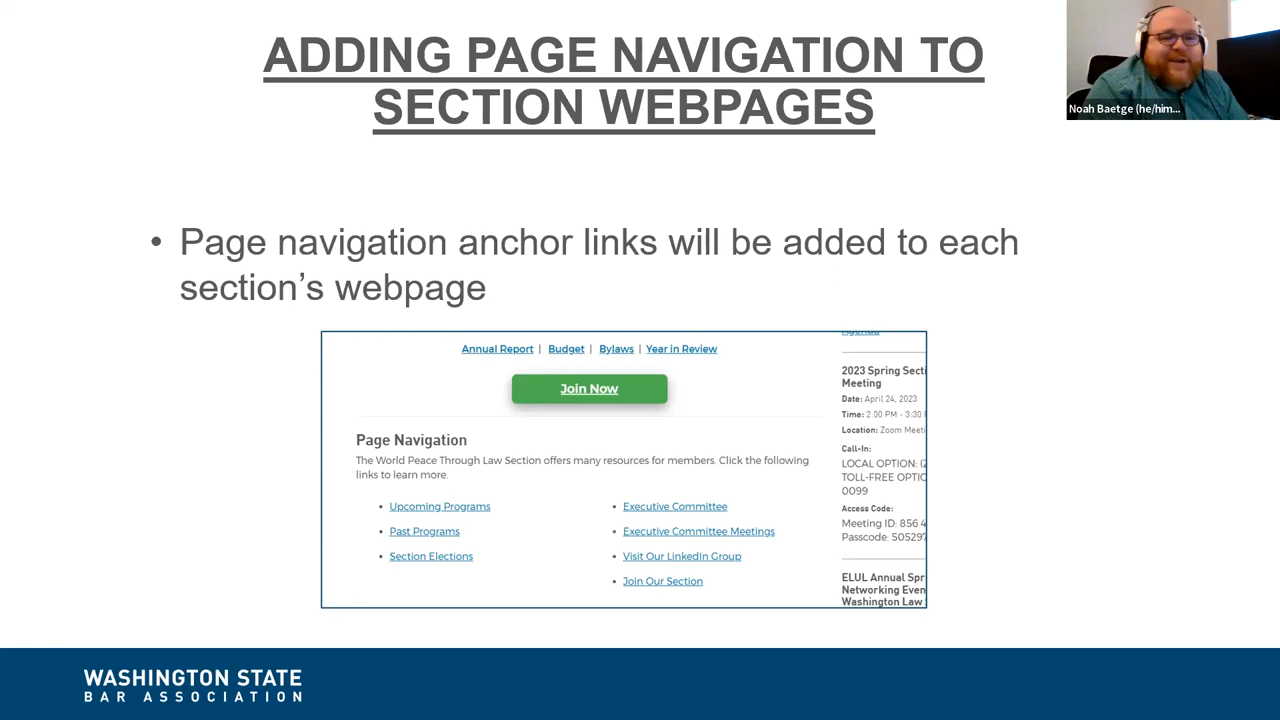 ADDING PAGE NAVIGATION TO
SECTION WEBPAGES
Noah Baetge (he/him...
• Page navigation anchor links will be added to each
section’s webpage
Annual Report | Budget | Bylaws | Year in Review
Join Now
Page Navigation
The World Peace Through Law Section offers many resources for members. Click the following
links to learn more.
• Upcoming Programs
• Past Programs
• Section Elections
• Executive Committee
• Executive Committee Meetings
• Visit Our LinkedIn Group
• Join Our Section
Agenda
2023 Spring Secti
Meeting
Date: April 24, 2023
Time: 2:00 PM - 3:30
Location: Zoom Meeti
Call-In:
LOCAL OPTION: (2
TOLL-FREE OPTIO
0099
Access Code:
Meeting ID: 856 4
Passcode: 505297
ELUL Annual Spr
Networking Even
Washington Law
WASHINGTON STATE
BAR ASSOCIATION